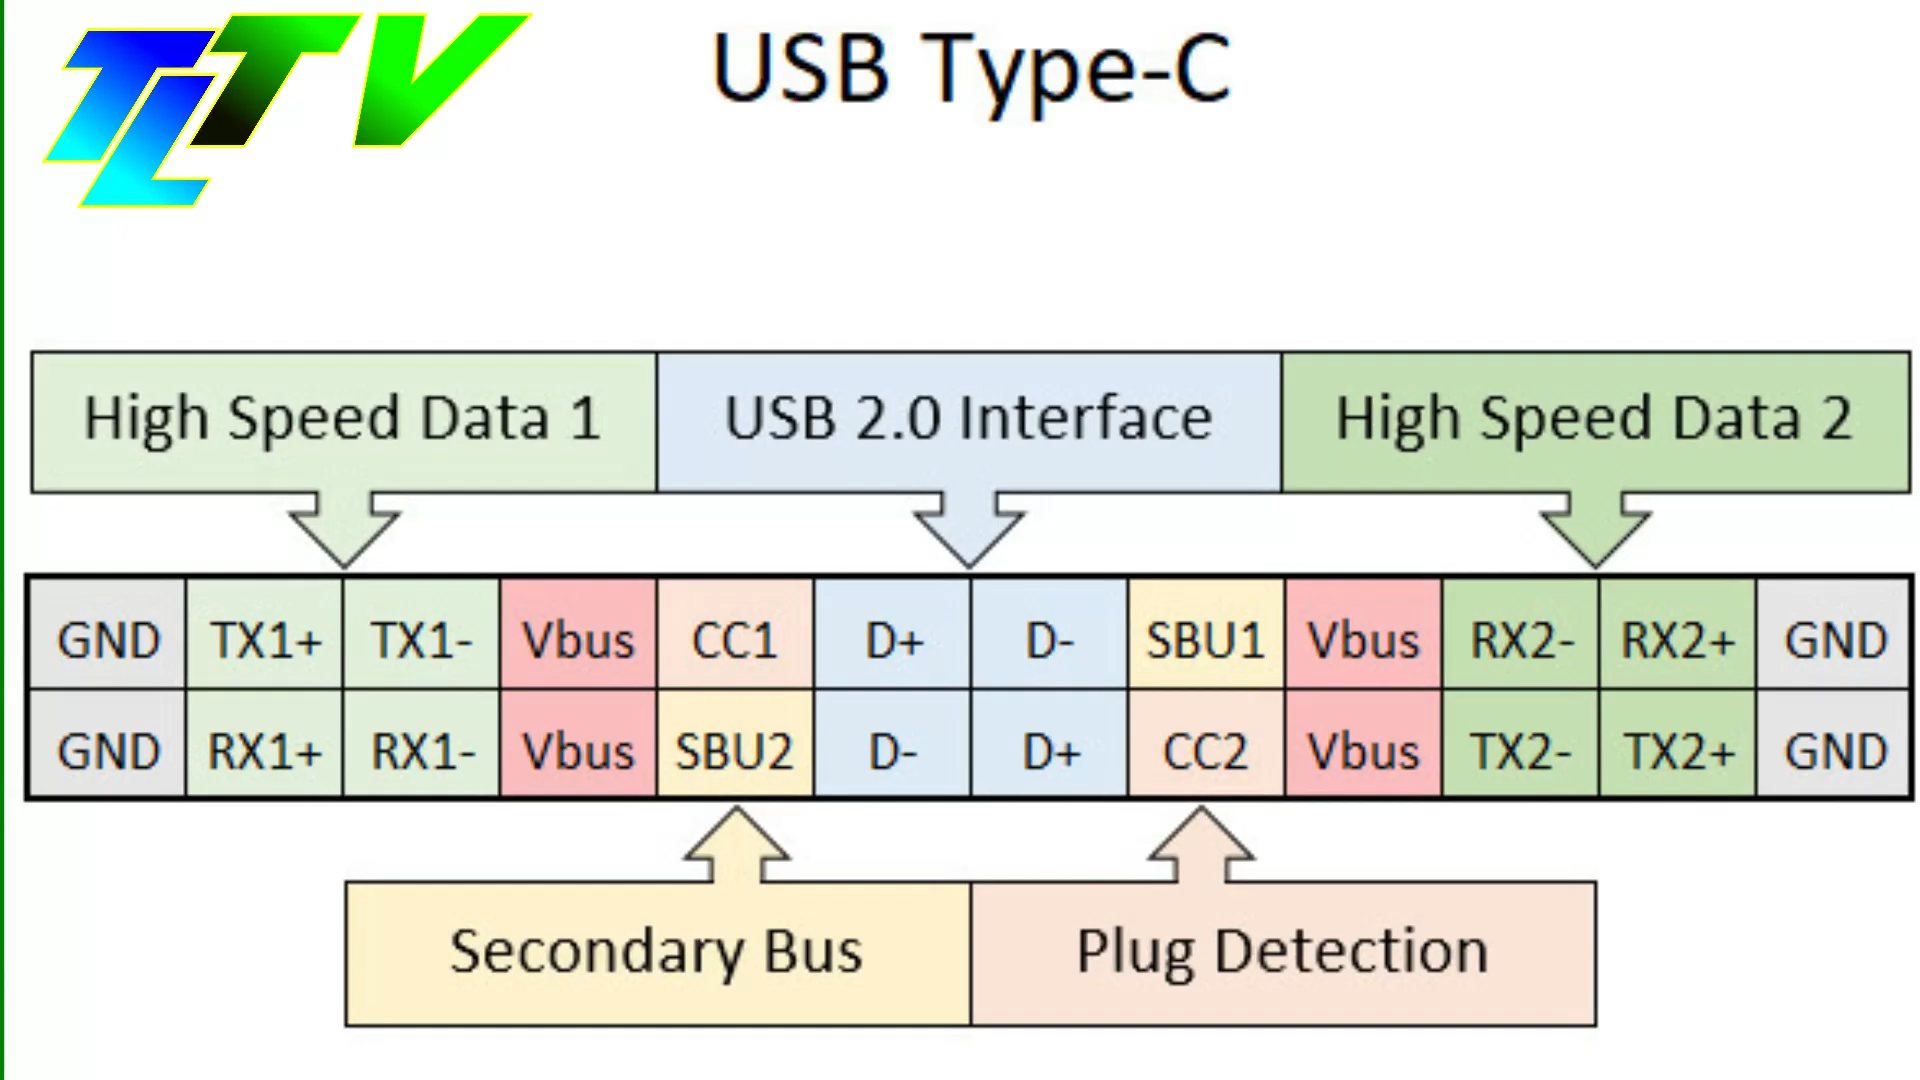 TLTV
USB Type-C
High Speed Data 1 USB 2.0 Interface High Speed Data 2
GND TX1+ TX1- Vbus CC1 D+ D- SBU1 Vbus RX2- RX2+ GND
GND RX1+ RX1- Vbus SBU2 D- D+ CC2 Vbus TX2- TX2+ GND
Secondary Bus Plug Detection